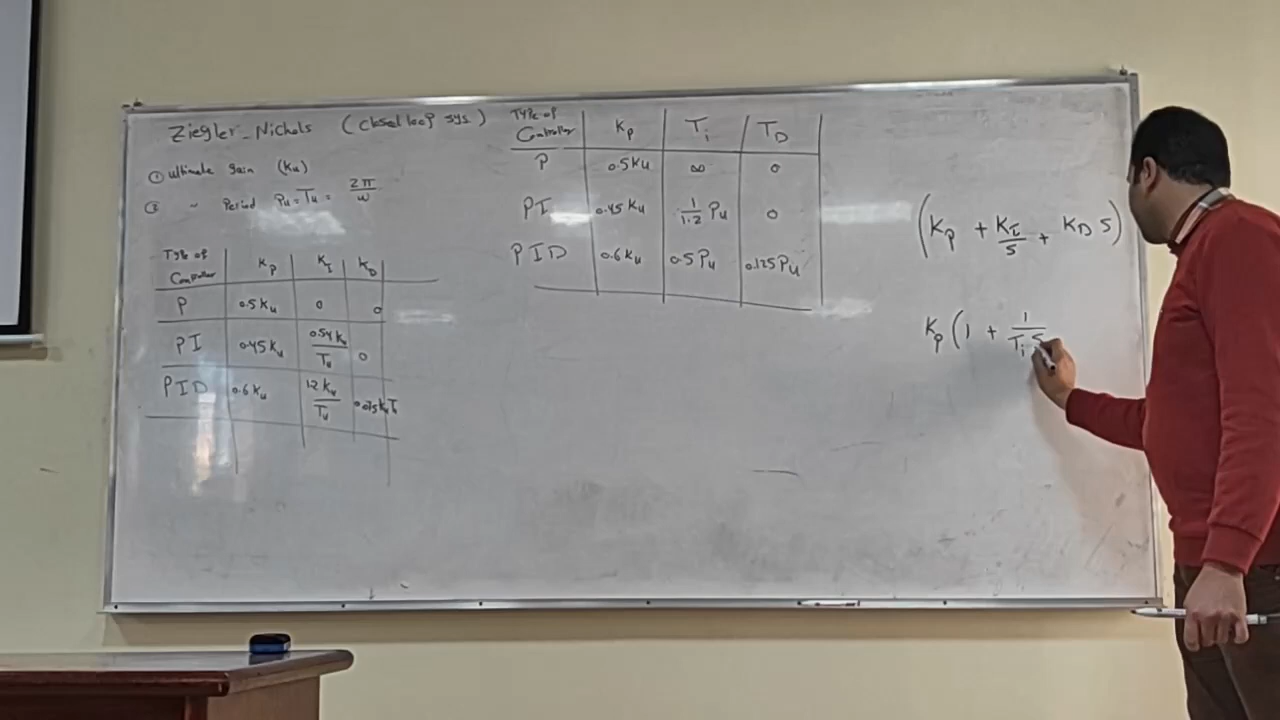 Ziegler_Nichols (closed loop sys)
① ultimate gain (Ku)
② " Period Pu = Tu = 2π/ω
Type of Controller Kp KI KD
P 0.5Ku 0 0
PI 0.45Ku 0.54Ku/Tu 0
PID 0.6Ku 1.2Ku/Tu 0.075KuTu
Type of Controller Kp Ti TD
P 0.5Ku ∞ 0
PI 0.45Ku 1/1.2 Pu 0
PID 0.6Ku 0.5Pu 0.125Pu
(Kp + KI/s + KD s)
Kp (1 + 1/Ti s